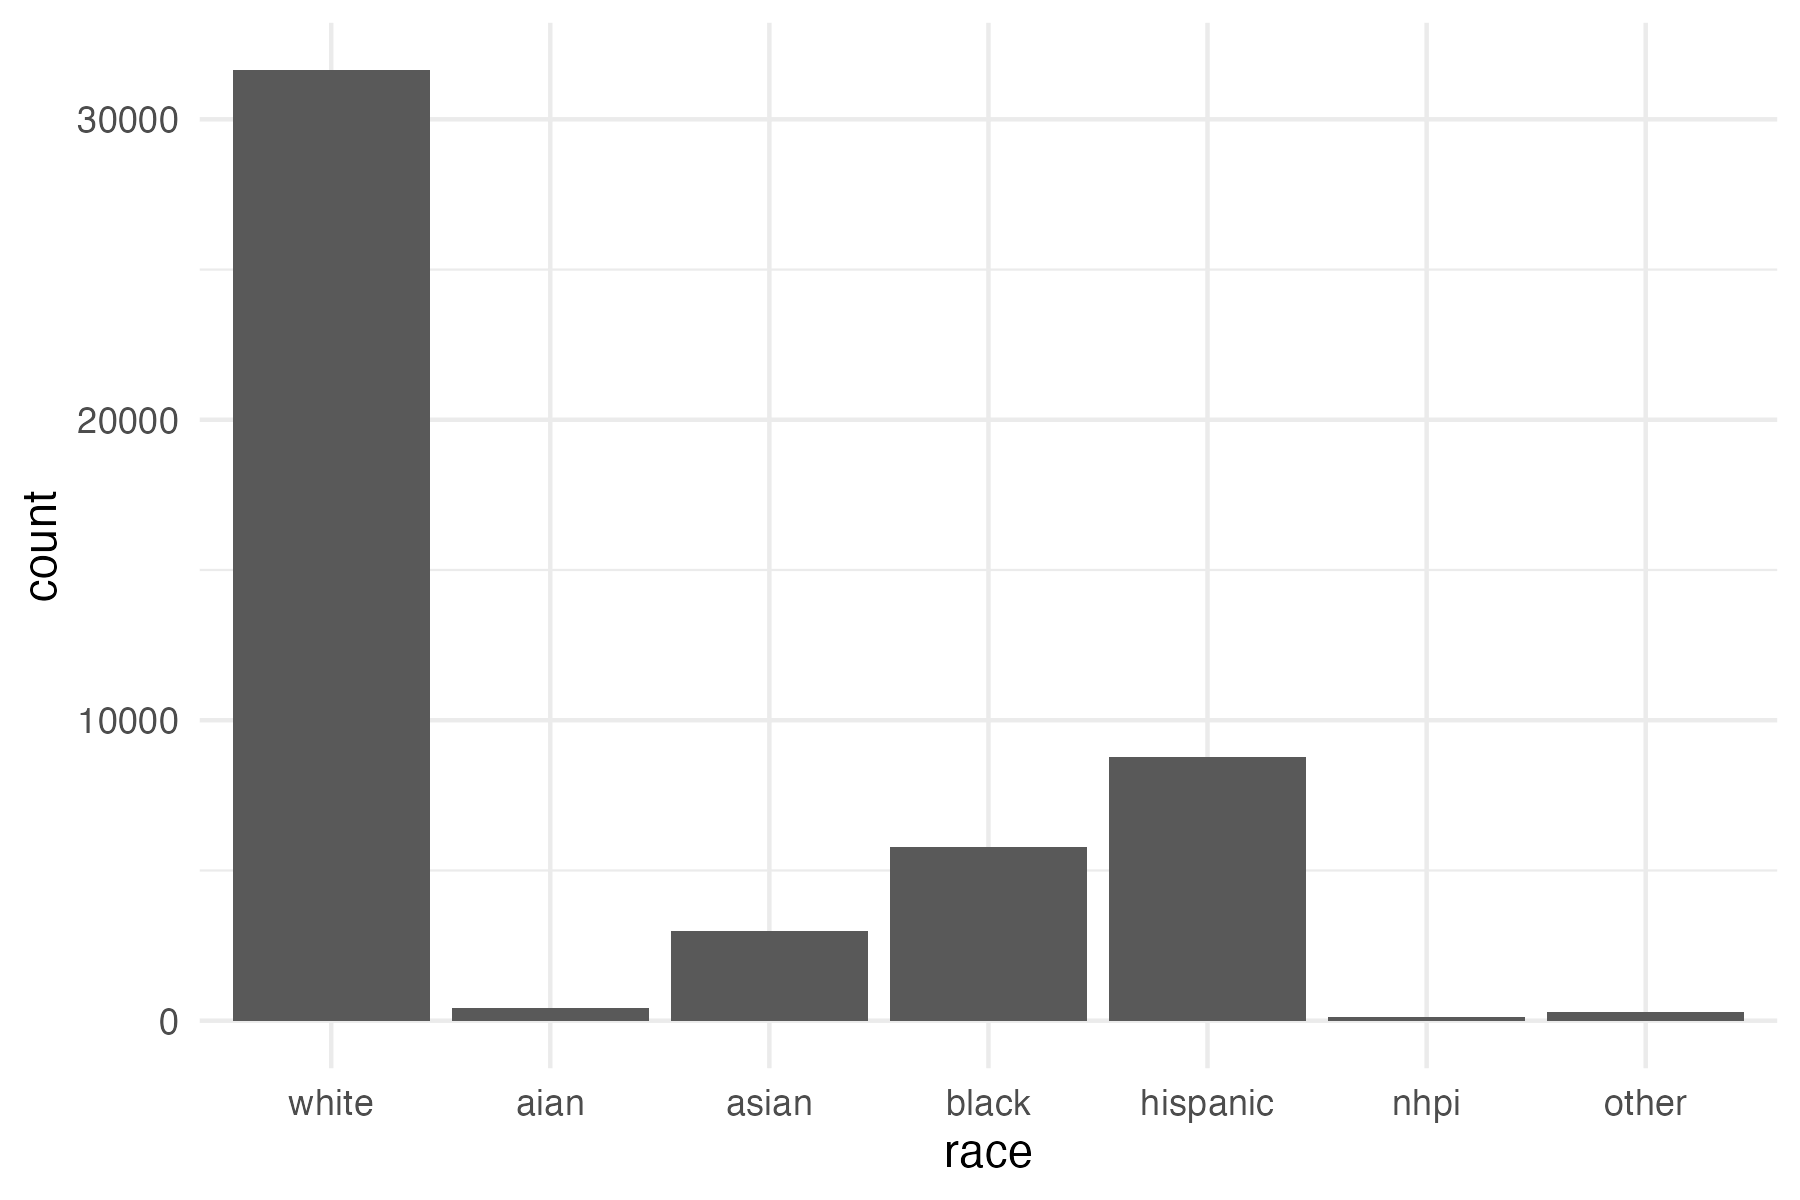 30000
20000
10000
0
count
white aian asian black hispanic nhpi other
race